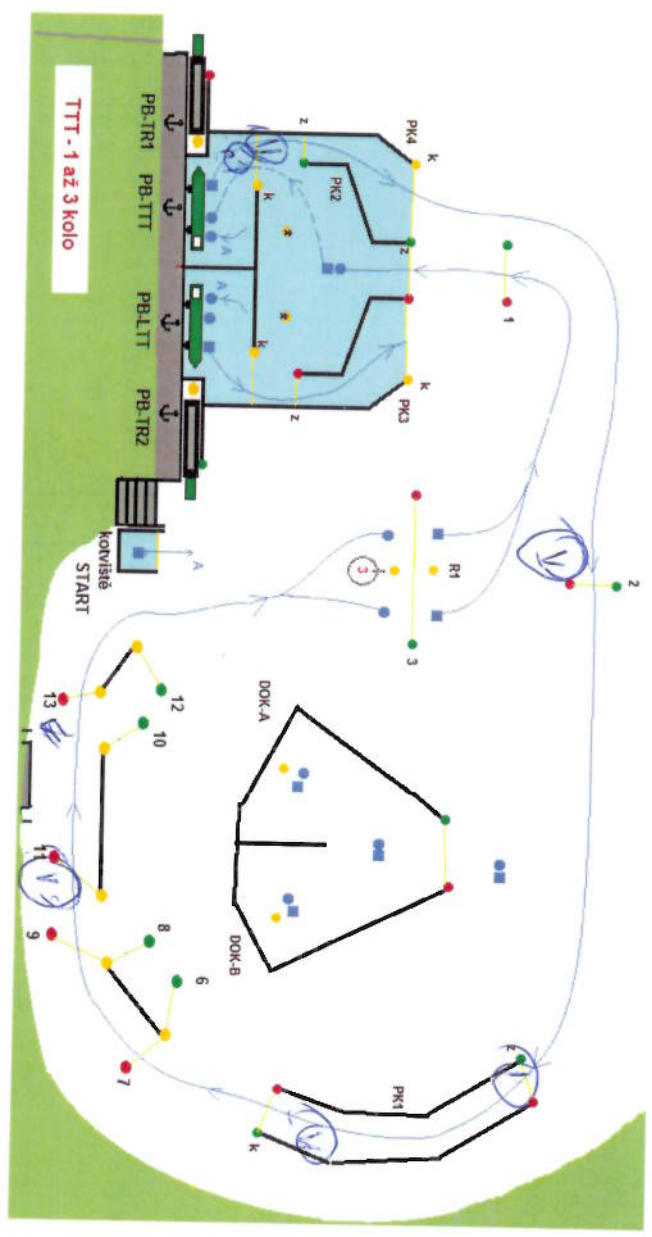 TTT - 1 až 3 kolo
PB-TR1
PB-TTT
PB-LTT
PB-TR2
kotviště
START
A
A
A
PK4
k
z
PK2
k
z
x
x
k
z
k
PK3
1
2
R1
3
3
DOK-A
DOK-B
12
13
10
11
V
9
8
6
7
PK1
z
k
V
V
V
V